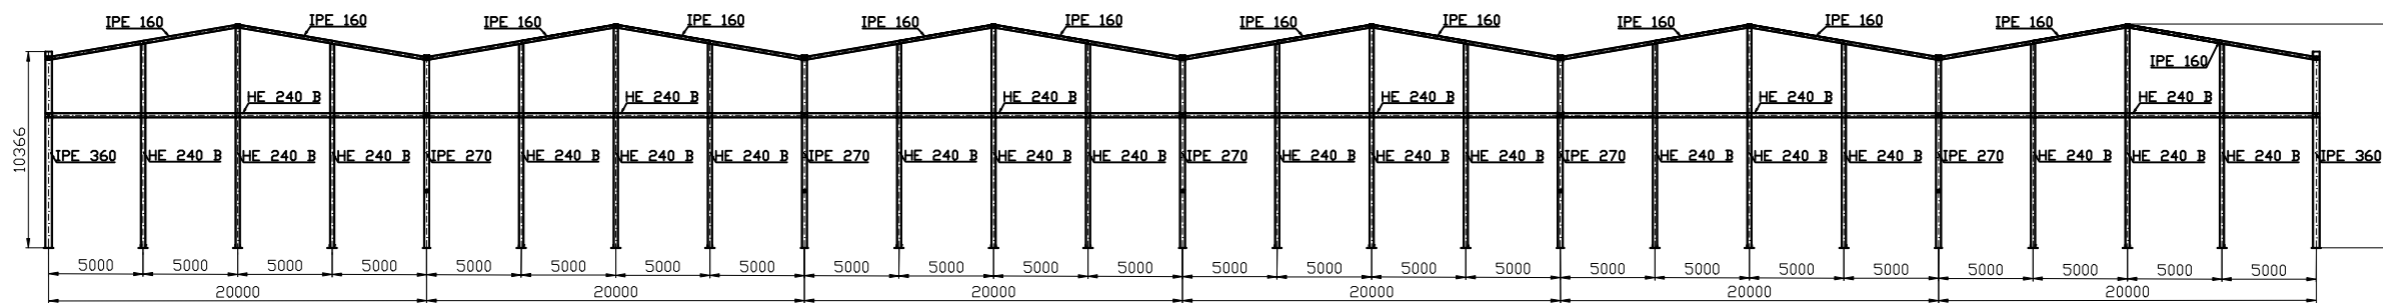 IPE 160 IPE 160 IPE 160 IPE 160 IPE 160 IPE 160 IPE 160 IPE 160 IPE 160 IPE 160 IPE 160
IPE 160
HE 240 B HE 240 B HE 240 B HE 240 B HE 240 B HE 240 B
10366
IPE 360 HE 240 B HE 240 B HE 240 B IPE 270 HE 240 B HE 240 B HE 240 B IPE 270 HE 240 B HE 240 B HE 240 B IPE 270 HE 240 B HE 240 B HE 240 B IPE 270 HE 240 B HE 240 B HE 240 B IPE 270 HE 240 B HE 240 B HE 240 B IPE 360
5000 5000 5000 5000 5000 5000 5000 5000 5000 5000 5000 5000 5000 5000 5000 5000 5000 5000 5000 5000 5000 5000 5000 5000
20000 20000 20000 20000 20000 20000